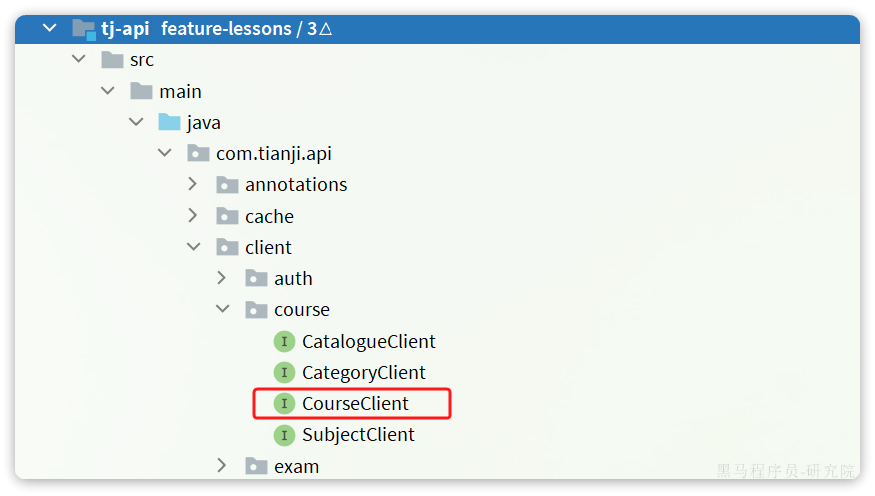 tj-api feature-lessons / 3△
src
main
java
com.tianji.api
annotations
cache
client
auth
course
I CatalogueClient
I CategoryClient
I CourseClient
I SubjectClient
exam
黑马程序员-研究院